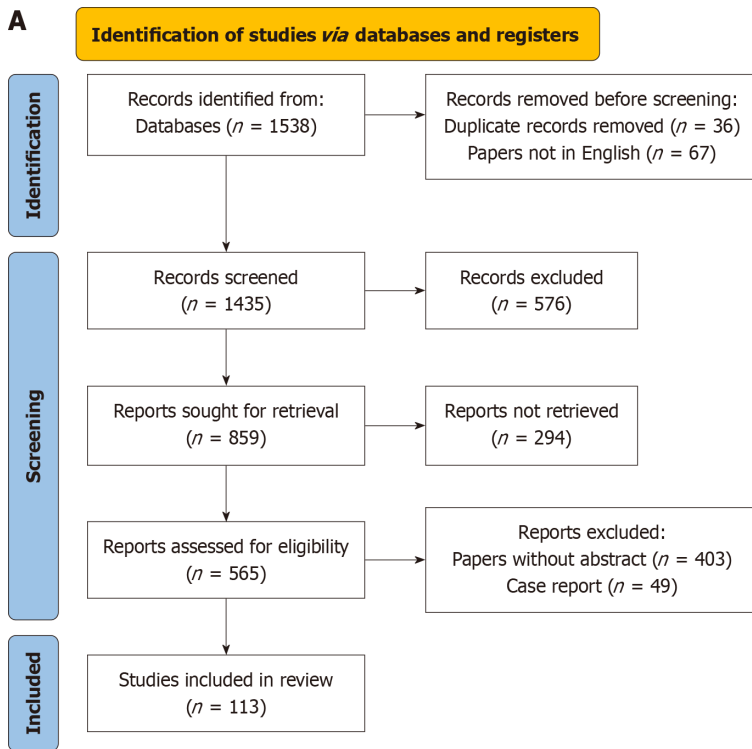 A
Identification of studies via databases and registers
Identification
Records identified from:
Databases (n = 1538)
Records removed before screening:
Duplicate records removed (n = 36)
Papers not in English (n = 67)
Screening
Records screened
(n = 1435)
Records excluded
(n = 576)
Reports sought for retrieval
(n = 859)
Reports not retrieved
(n = 294)
Reports assessed for eligibility
(n = 565)
Reports excluded:
Papers without abstract (n = 403)
Case report (n = 49)
Included
Studies included in review
(n = 113)